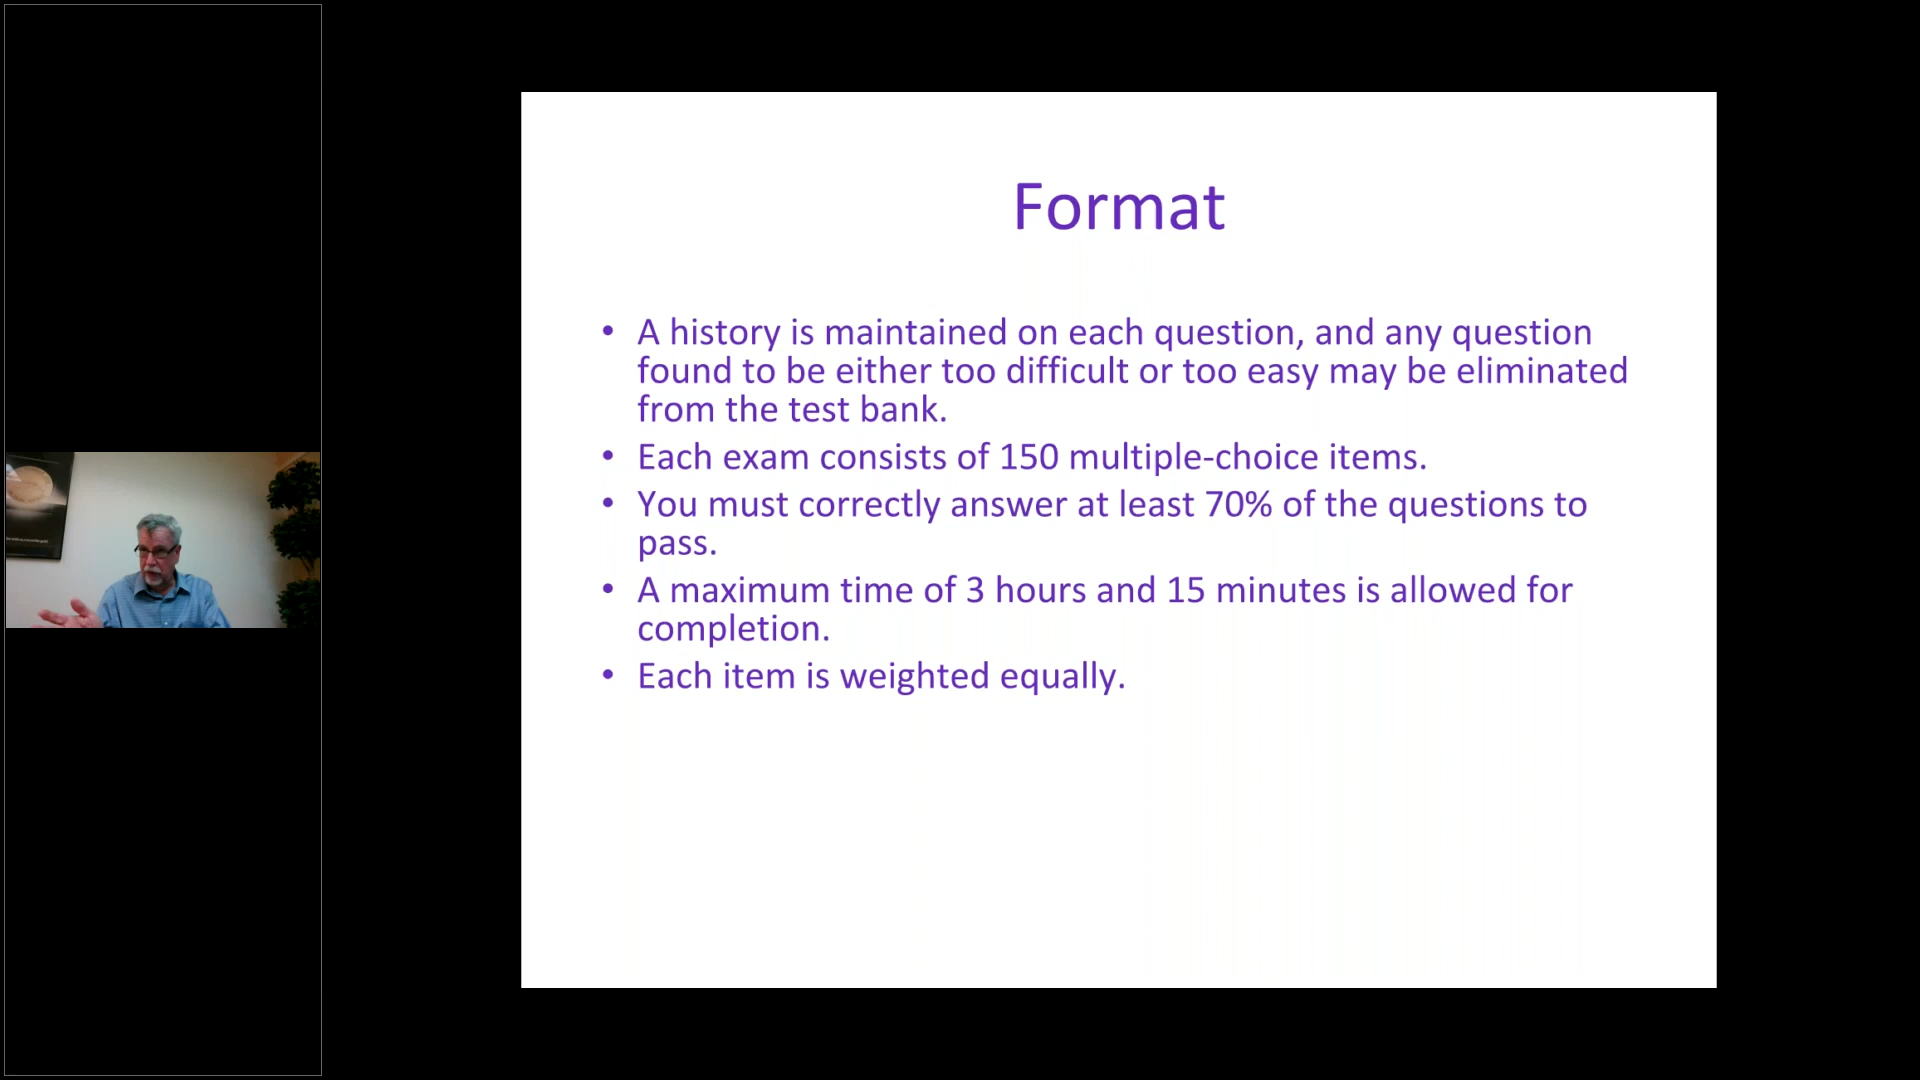 Format
• A history is maintained on each question, and any question
found to be either too difficult or too easy may be eliminated
from the test bank.
• Each exam consists of 150 multiple-choice items.
• You must correctly answer at least 70% of the questions to
pass.
• A maximum time of 3 hours and 15 minutes is allowed for
completion.
• Each item is weighted equally.